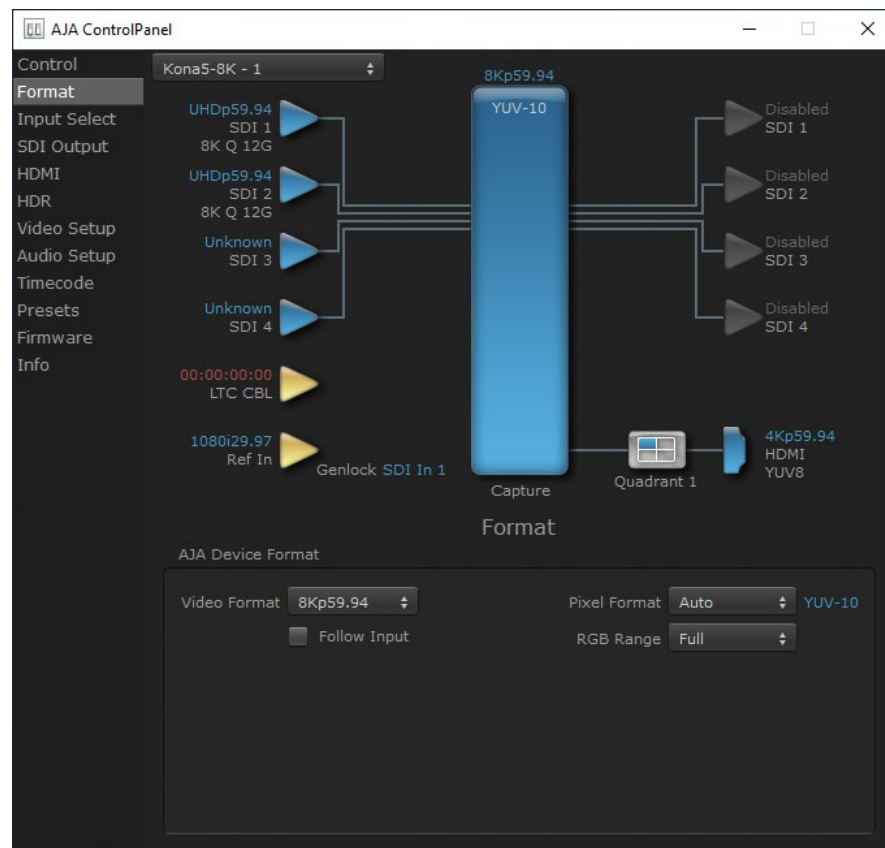 AJA ControlPanel
Control
Format
Input Select
SDI Output
HDMI
HDR
Video Setup
Audio Setup
Timecode
Presets
Firmware
Info
Kona5-8K - 1
8Kp59.94
YUV-10
UHDp59.94
SDI 1
8K Q 12G
UHDp59.94
SDI 2
8K Q 12G
Unknown
SDI 3
Unknown
SDI 4
00:00:00:00
LTC CBL
1080i29.97
Ref In
Genlock SDI In 1
Capture
Disabled
SDI 1
Disabled
SDI 2
Disabled
SDI 3
Disabled
SDI 4
Quadrant 1
4Kp59.94
HDMI
YUV8
Format
AJA Device Format
Video Format 8Kp59.94
Follow Input
Pixel Format Auto YUV-10
RGB Range Full